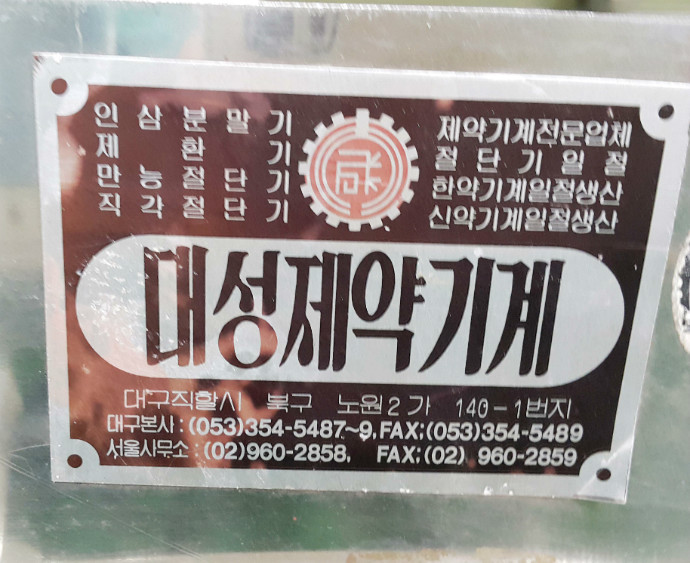 인삼분말기
제환기
만능절단기
직각절단기
成
제약기계전문업체
절단기일절
한약기계일절생산
신약기계일절생산
대성제약기계
대구직할시 북구 노원2가 140-1번지
대구본사 : (053)354-5487~9, FAX:(053)354-5489
서울사무소 : (02)960-2858, FAX:(02) 960-2859